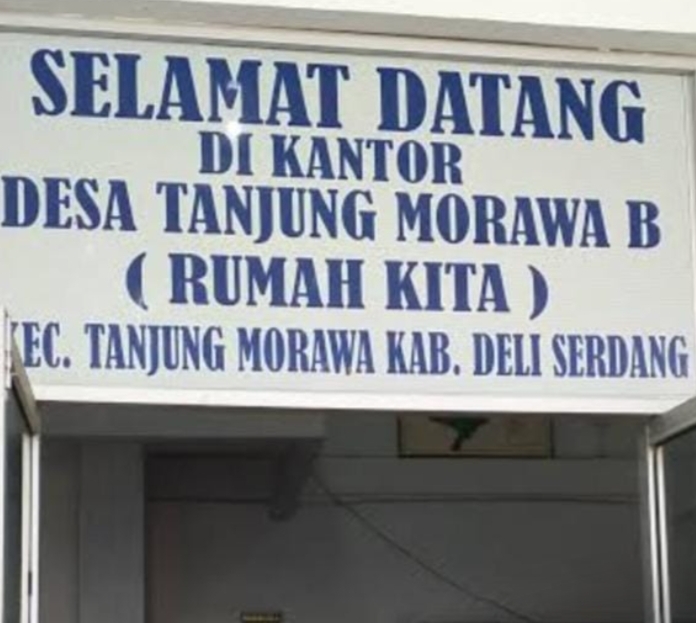 SELAMAT DATANG
DI KANTOR
DESA TANJUNG MORAWA B
( RUMAH KITA )
KEC. TANJUNG MORAWA KAB. DELI SERDANG